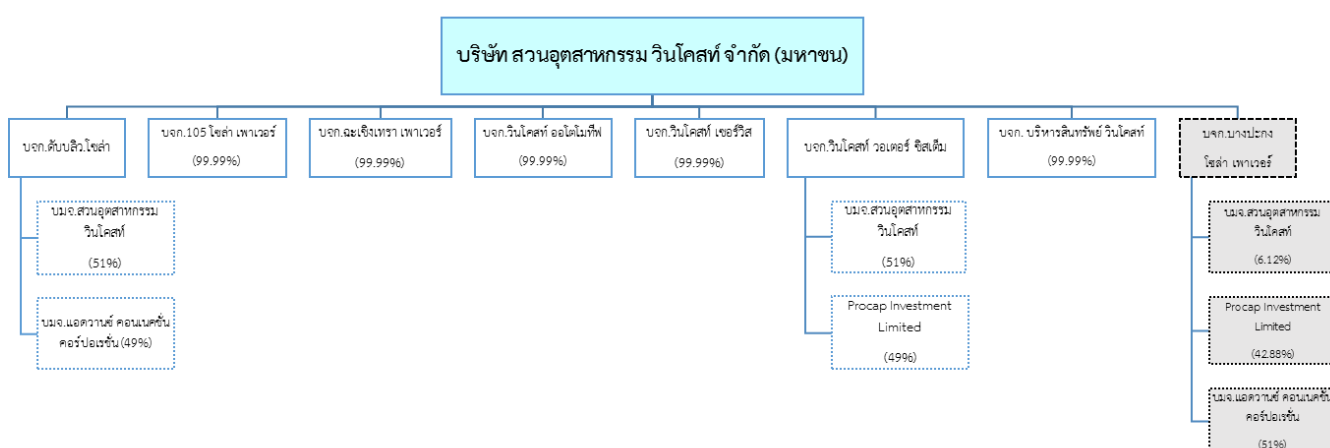 บริษัท สวนอุตสาหกรรม วินโคสท์ จำกัด (มหาชน)
บจก.ดับบลิว.โซล่า
บจก.105 โซล่า เพาเวอร์
(99.99%)
บจก.ฉะเชิงเทรา เพาเวอร์
(99.99%)
บจก.วินโคสท์ ออโตโมทีฟ
(99.99%)
บจก.วินโคสท์ เซอร์วิส
(99.99%)
บจก.วินโคสท์ วอเตอร์ ซิสเต็ม
บจก. บริหารสินทรัพย์ วินโคสท์
(99.99%)
บจก.บางปะกง
โซล่า เพาเวอร์
บมจ.สวนอุตสาหกรรม
วินโคสท์
(51%)
บมจ.แอดวานซ์ คอนเนคชั่น
คอร์ปอเรชั่น (49%)
บมจ.สวนอุตสาหกรรม
วินโคสท์
(51%)
Procap Investment
Limited
(49%)
บมจ.สวนอุตสาหกรรม
วินโคสท์
(6.12%)
Procap Investment
Limited
(42.88%)
บมจ.แอดวานซ์ คอนเนคชั่น
คอร์ปอเรชั่น
(51%)